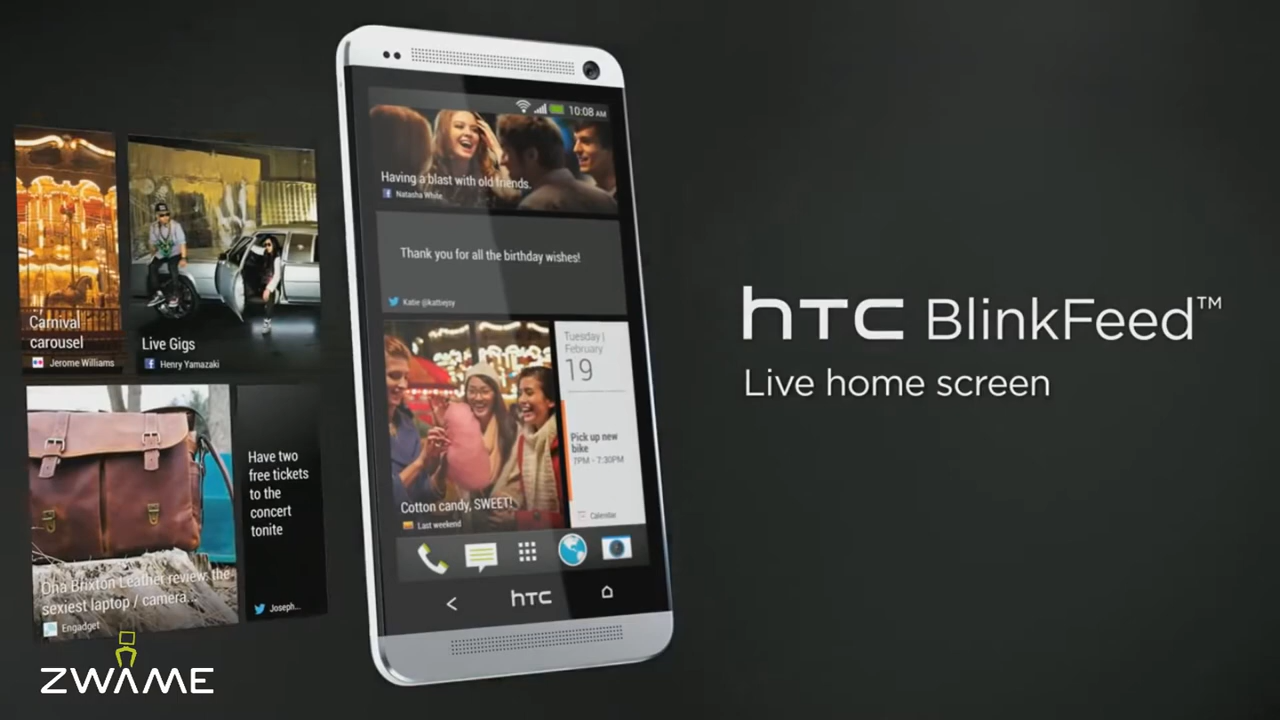 Carnival
carousel
Jerome Williams
Live Gigs
Henry Yamazaki
Ona Brixton Leather review: the
sexiest laptop / camera...
Engadget
Have two
free tickets
to the
concert
tonite
Joseph...
ZWAME
10:08 AM
Having a blast with old friends.
Natasha White
Thank you for all the birthday wishes!
Katie @kattiejoy
Cotton candy, SWEET!
Last weekend
Tuesday |
February
19
Pick up new
bike
7PM - 7:30PM
Calendar
hTC
hTC BlinkFeed™
Live home screen